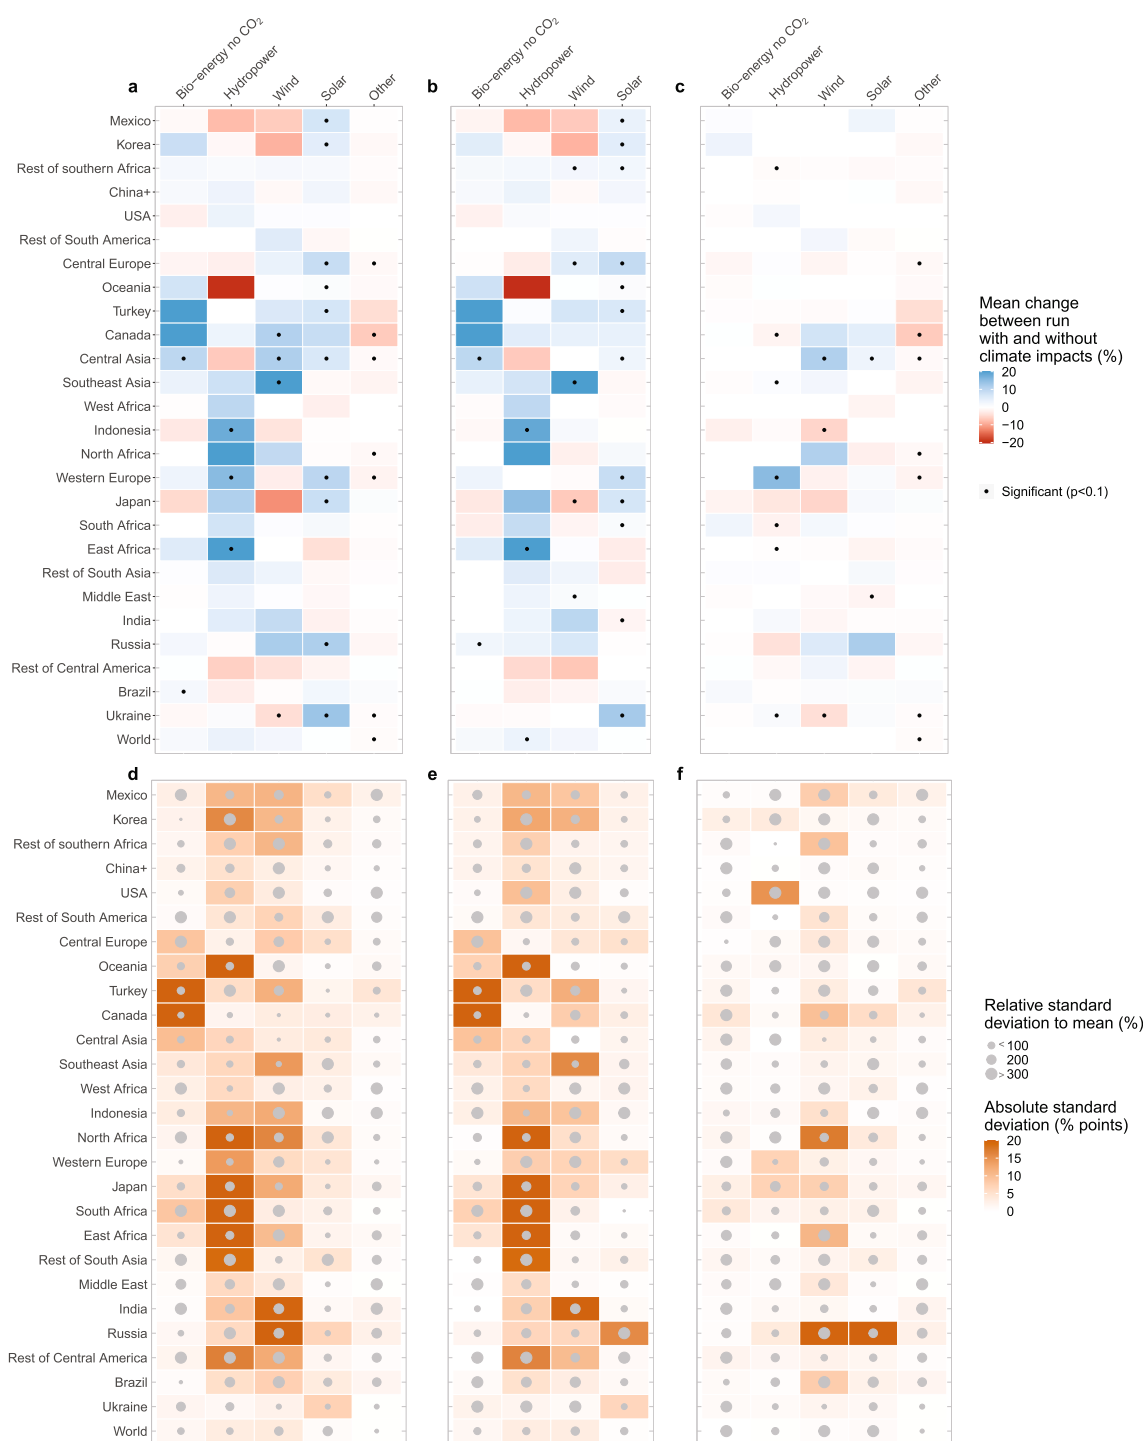 a
Bio−energy no CO2
Hydropower
Wind
Solar
Other
b
Bio−energy no CO2
Hydropower
Wind
Solar
c
Bio−energy no CO2
Hydropower
Wind
Solar
Other
Mexico
Korea
Rest of southern Africa
China+
USA
Rest of South America
Central Europe
Oceania
Turkey
Canada
Central Asia
Southeast Asia
West Africa
Indonesia
North Africa
Western Europe
Japan
South Africa
East Africa
Rest of South Asia
Middle East
India
Russia
Rest of Central America
Brazil
Ukraine
World
Mean change
between run
with and without
climate impacts (%)
20
10
0
−10
−20
Significant (p<0.1)
d
e
f
Mexico
Korea
Rest of southern Africa
China+
USA
Rest of South America
Central Europe
Oceania
Turkey
Canada
Central Asia
Southeast Asia
West Africa
Indonesia
North Africa
Western Europe
Japan
South Africa
East Africa
Rest of South Asia
Middle East
India
Russia
Rest of Central America
Brazil
Ukraine
World
Relative standard
deviation to mean (%)
< 100
200
> 300
Absolute standard
deviation (% points)
20
15
10
5
0